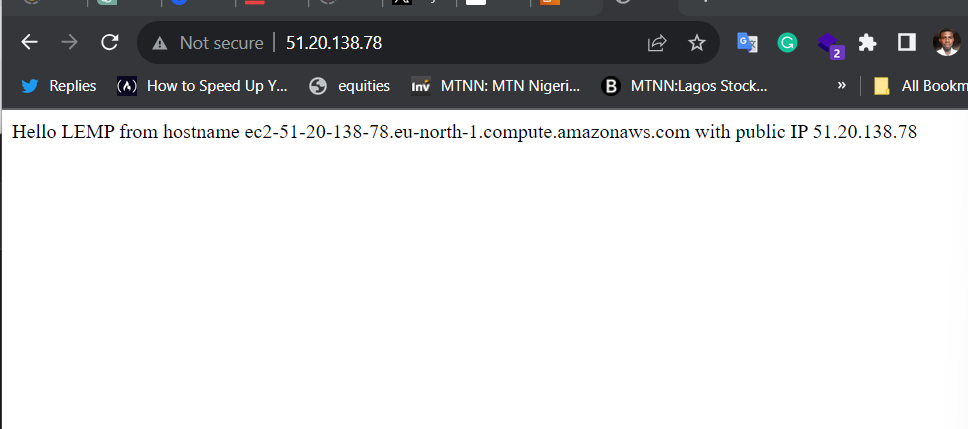 Not secure 51.20.138.78
2
Replies How to Speed Up Y... equities Inv MTNN: MTN Nigeri... B MTNN:Lagos Stock... » All Bookm
Hello LEMP from hostname ec2-51-20-138-78.eu-north-1.compute.amazonaws.com with public IP 51.20.138.78